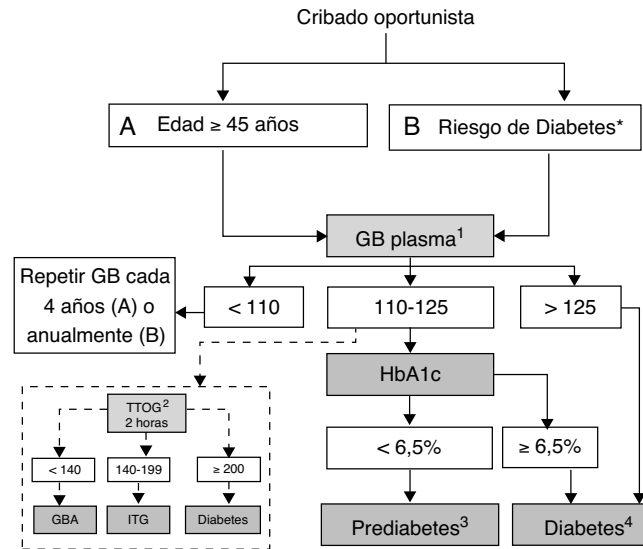 Cribado oportunista
A Edad ≥ 45 años
B Riesgo de Diabetes*
GB plasma¹
Repetir GB cada
4 años (A) o
anualmente (B)
< 110
110-125
> 125
HbA1c
TTOG²
2 horas
< 6,5%
≥ 6,5%
< 140
140-199
≥ 200
GBA
ITG
Diabetes
Prediabetes³
Diabetes⁴